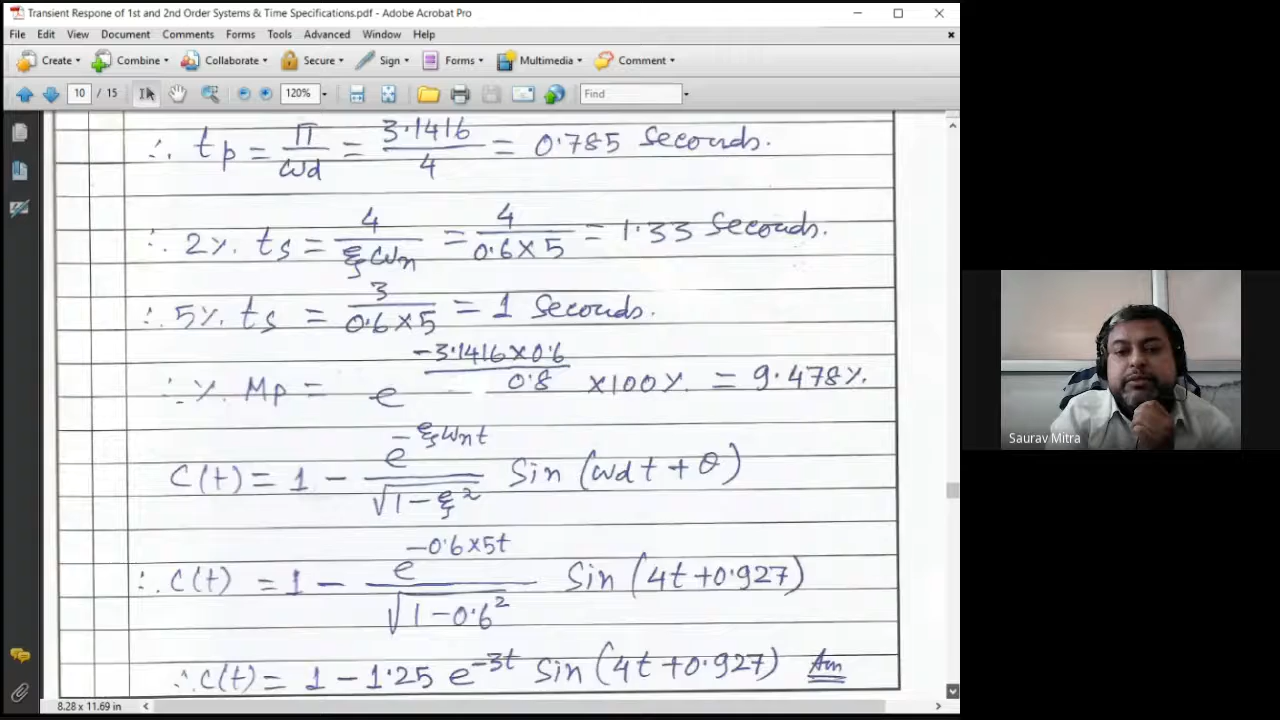 Transient Respone of 1st and 2nd Order Systems & Time Specifications.pdf - Adobe Acrobat Pro
File Edit View Document Comments Forms Tools Advanced Window Help
Create Combine Collaborate Secure Sign Forms Multimedia Comment
10 / 15 120% Find
∴ tp = π/ωd = 3.1416/4 = 0.785 Seconds.
∴ 2%. ts = 4/ξωn = 4/0.6×5 = 1.33 Seconds.
∴ 5%. ts = 3/0.6×5 = 1 Seconds.
∴ %. Mp = e^(-3.1416×0.6/0.8) ×100%. = 9.478%.
C(t) = 1 - e^(-ξωnt)/√(1-ξ²) Sin (ωdt + θ)
∴ C(t) = 1 - e^(-0.6×5t)/√(1-0.6²) Sin (4t+0.927)
∴ C(t) = 1 - 1.25 e^(-3t) Sin (4t+0.927) Ans
8.28 x 11.69 in
Saurav Mitra